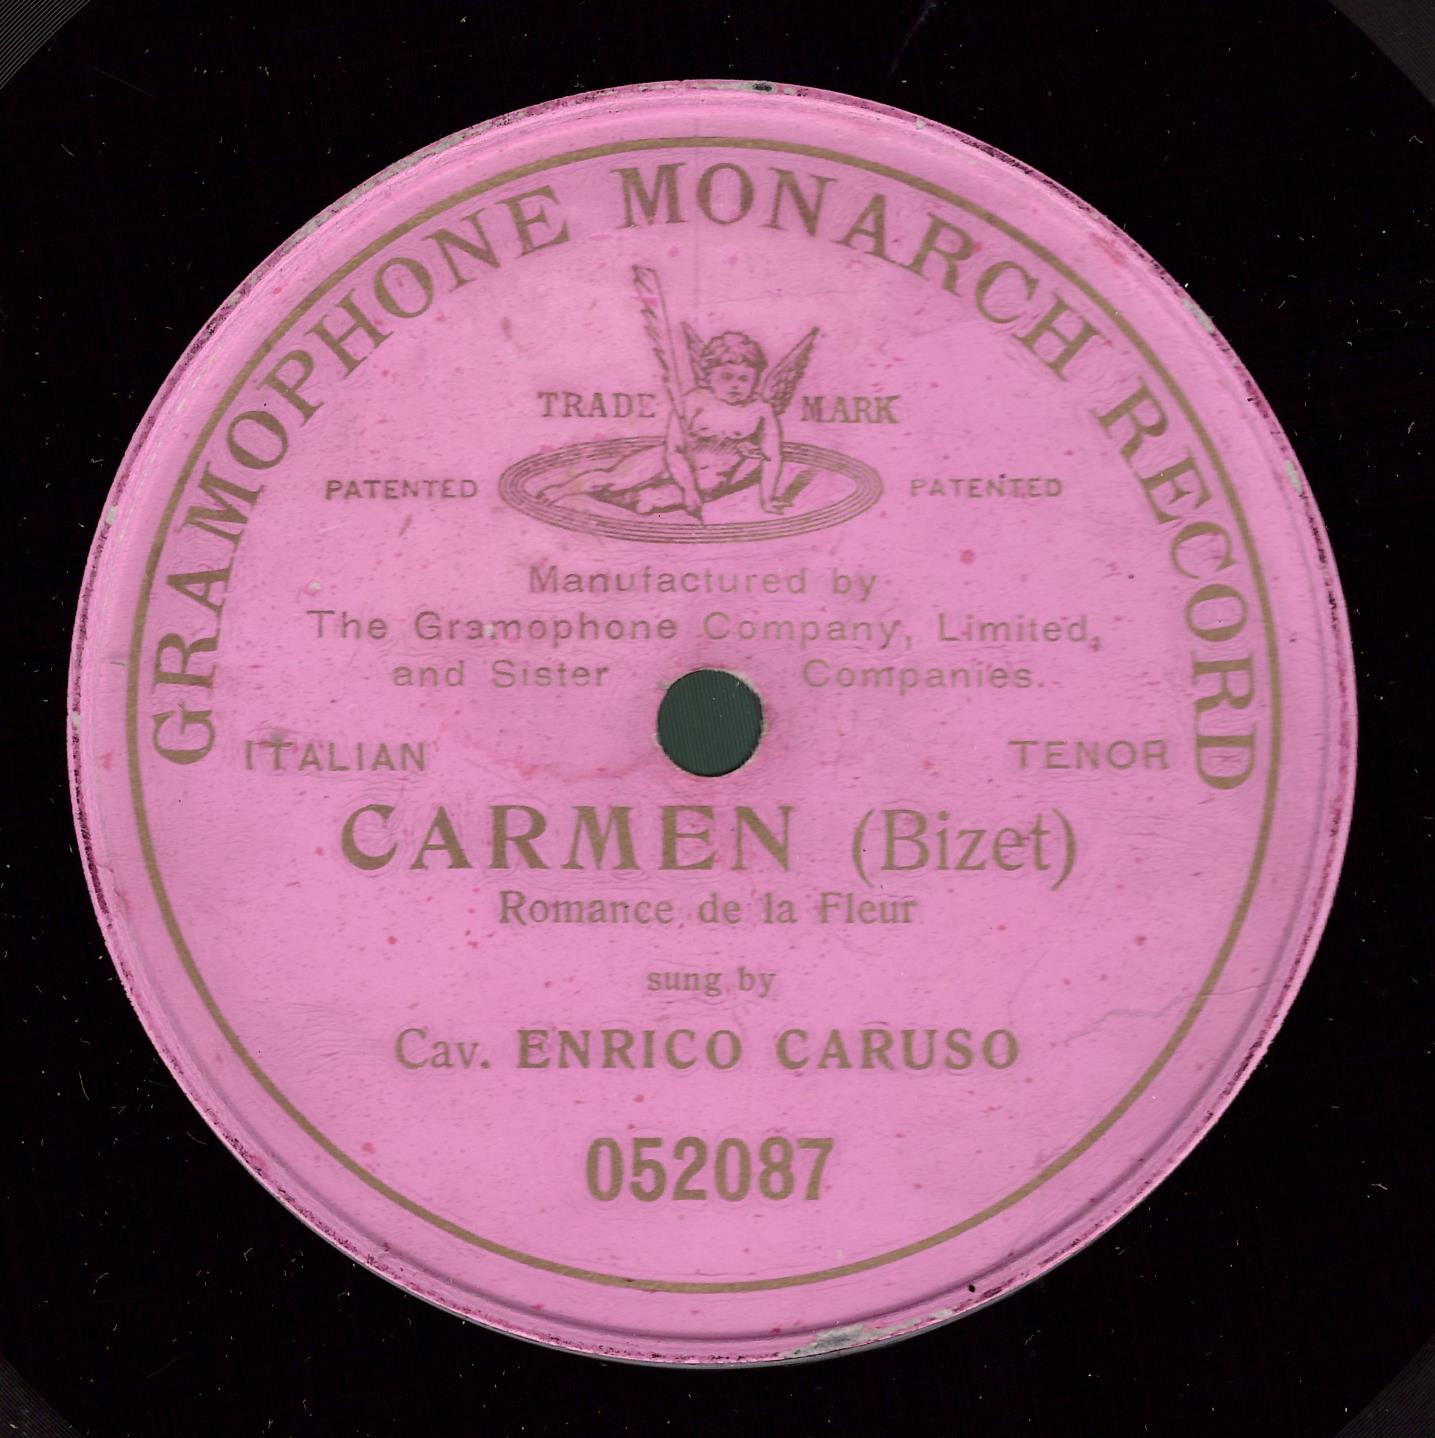 GRAMOPHONE MONARCH RECORD
TRADE MARK
PATENTED PATENTED
Manufactured by
The Gramophone Company, Limited,
and Sister Companies.
ITALIAN TENOR
CARMEN (Bizet)
Romance de la Fleur
sung by
Cav. ENRICO CARUSO
052087